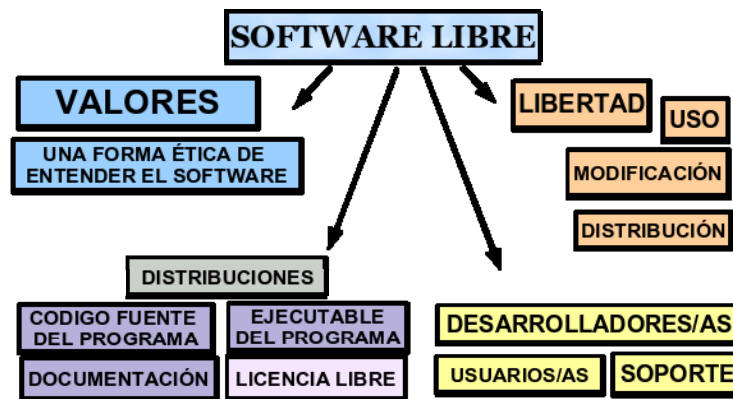 SOFTWARE LIBRE
VALORES
UNA FORMA ÉTICA DE
ENTENDER EL SOFTWARE
LIBERTAD
USO
MODIFICACIÓN
DISTRIBUCIÓN
DISTRIBUCIONES
CODIGO FUENTE
DEL PROGRAMA
EJECUTABLE
DEL PROGRAMA
DOCUMENTACIÓN
LICENCIA LIBRE
DESARROLLADORES/AS
USUARIOS/AS
SOPORTE